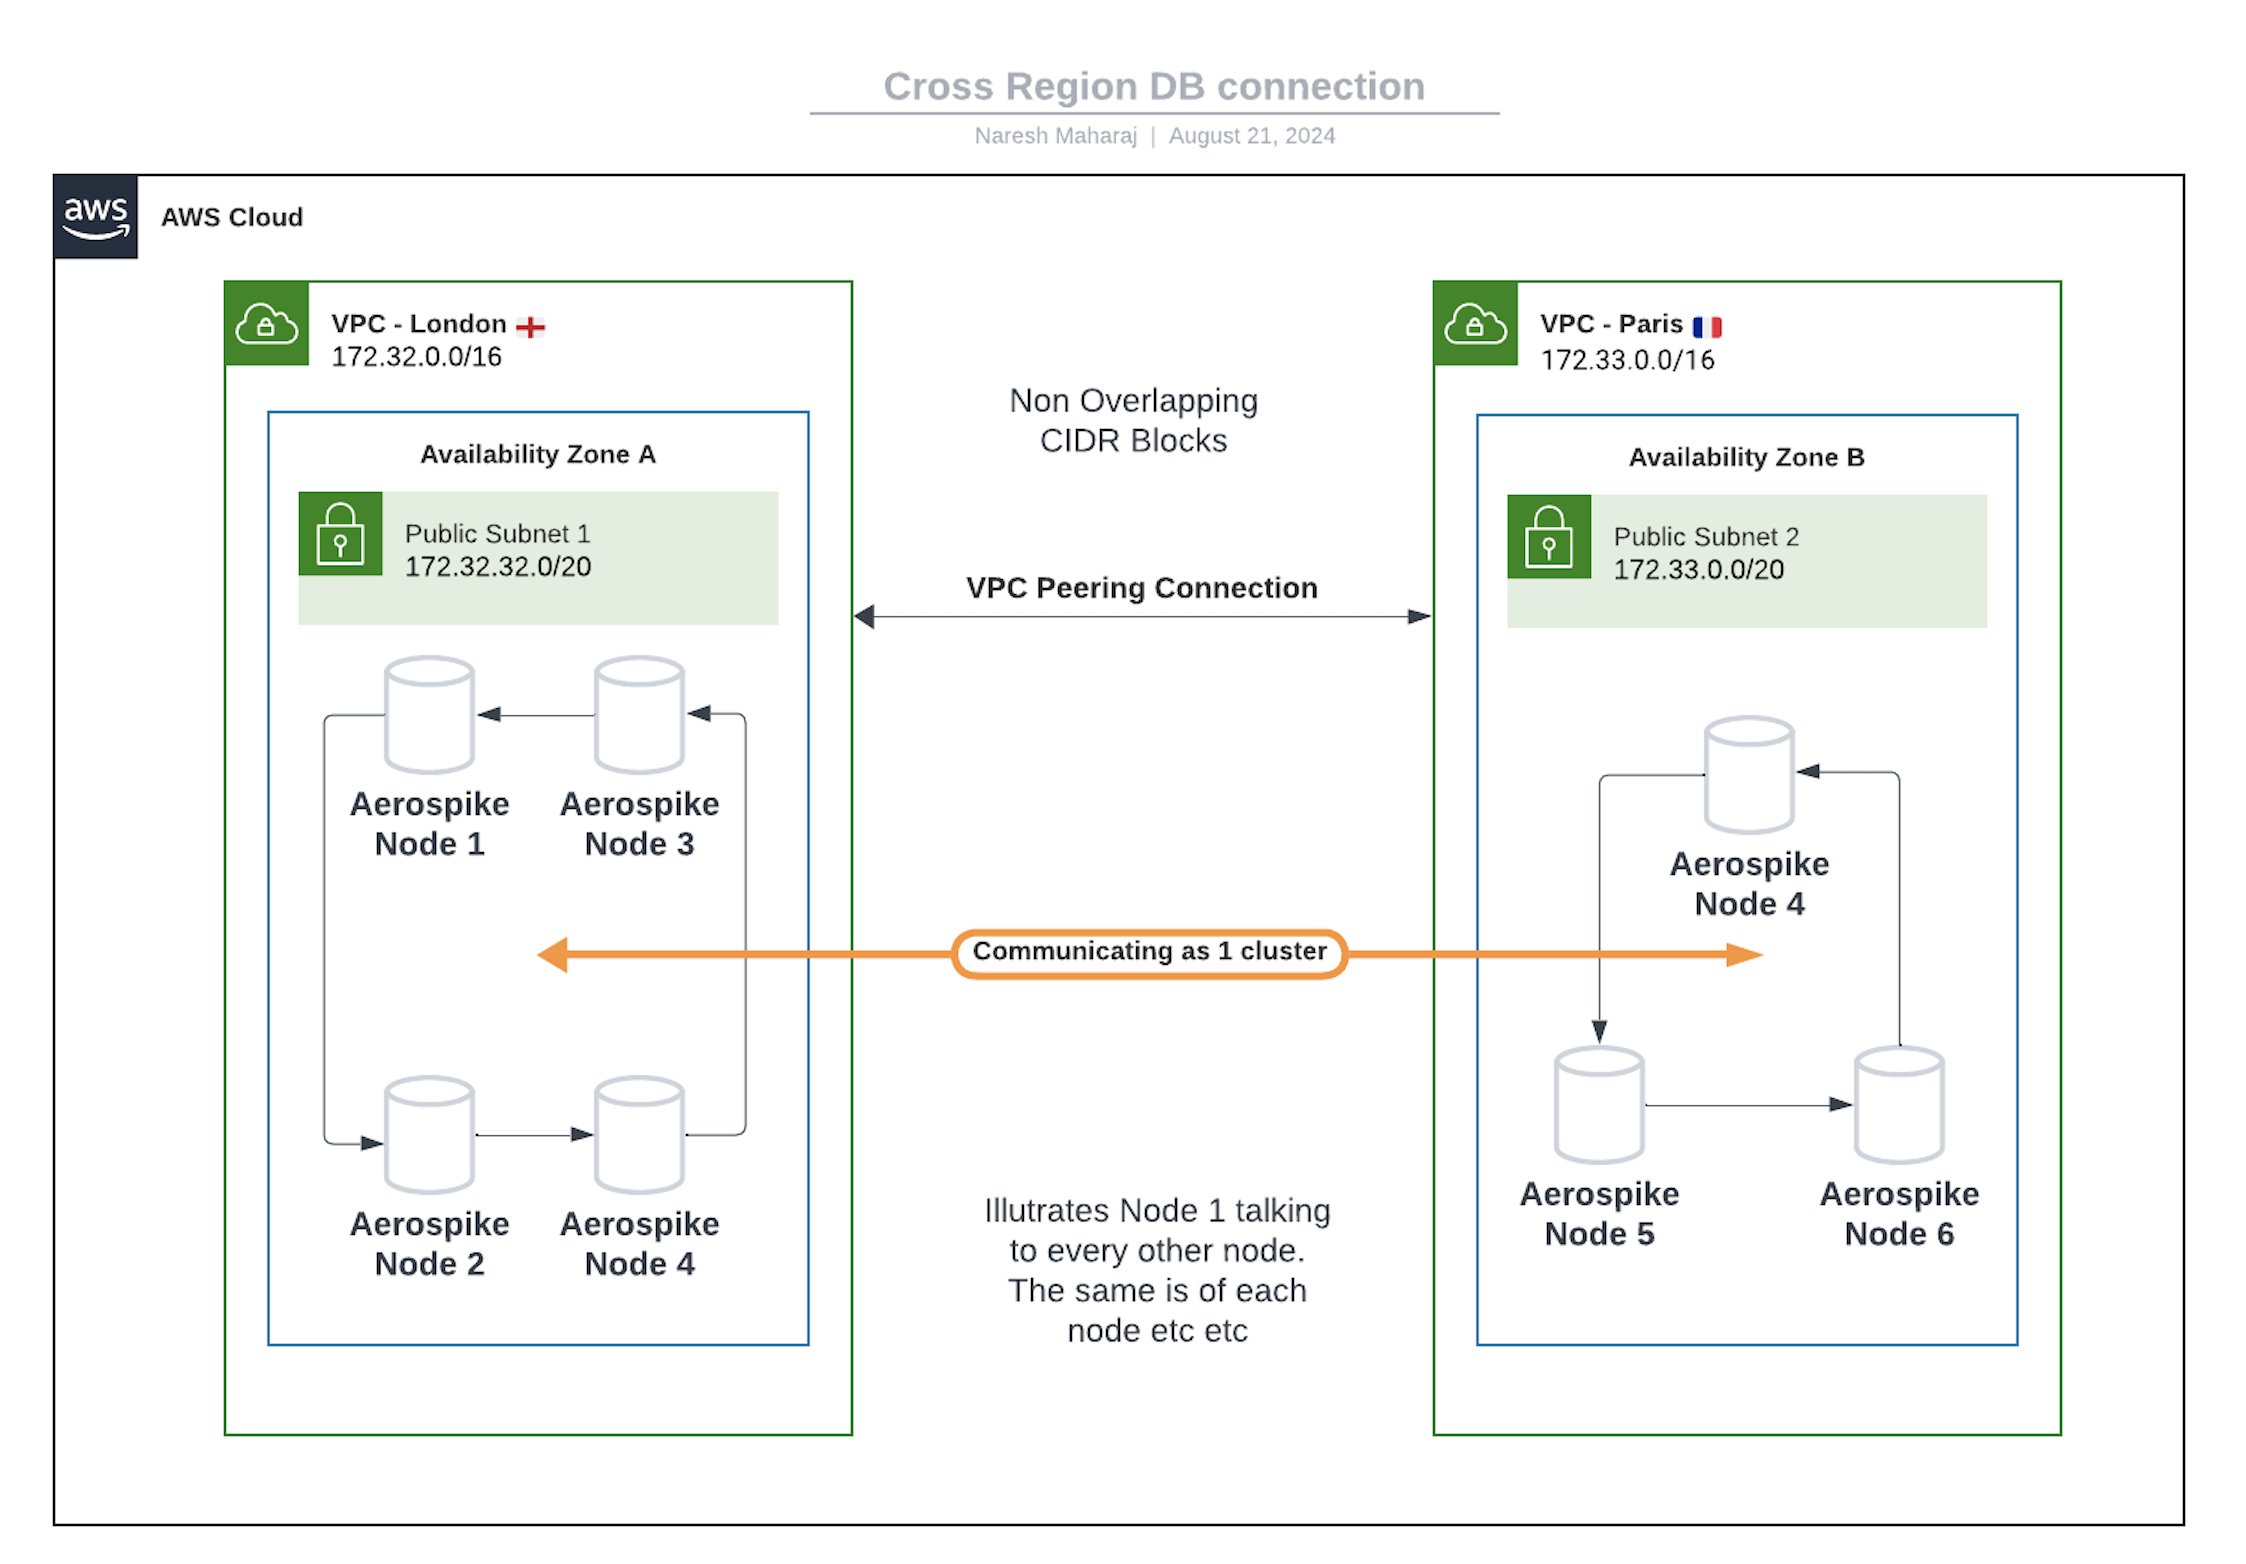 Cross Region DB connection
Naresh Maharaj | August 21, 2024
aws
AWS Cloud
VPC - London
172.32.0.0/16
Availability Zone A
Public Subnet 1
172.32.32.0/20
Aerospike
Node 1
Aerospike
Node 3
Aerospike
Node 2
Aerospike
Node 4
Non Overlapping
CIDR Blocks
VPC Peering Connection
Communicating as 1 cluster
Illutrates Node 1 talking
to every other node.
The same is of each
node etc etc
VPC - Paris
172.33.0.0/16
Availability Zone B
Public Subnet 2
172.33.0.0/20
Aerospike
Node 4
Aerospike
Node 5
Aerospike
Node 6